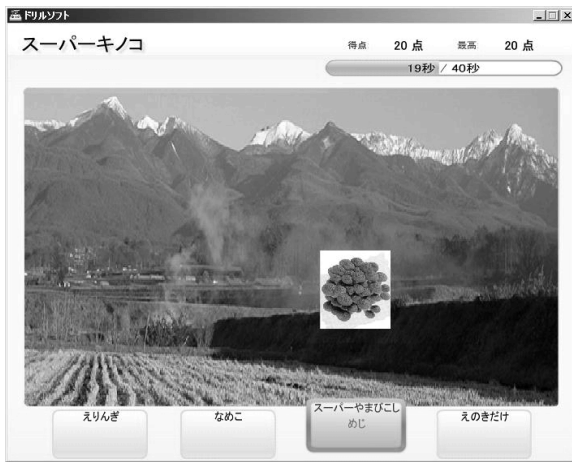 ドリルソフト
スーパーキノコ
得点 20 点 最高 20 点
19秒 / 40秒
えりんぎ
なめこ
スーパーやまびこし
めじ
えのきだけ